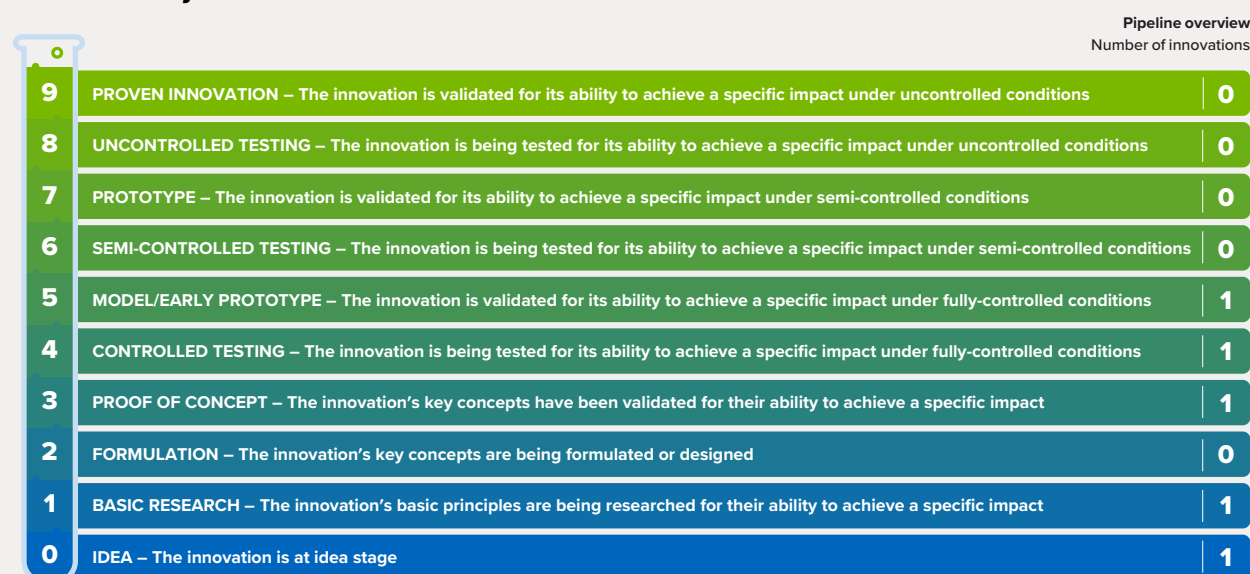 Pipeline overview
Number of innovations
9 PROVEN INNOVATION – The innovation is validated for its ability to achieve a specific impact under uncontrolled conditions 0
8 UNCONTROLLED TESTING – The innovation is being tested for its ability to achieve a specific impact under uncontrolled conditions 0
7 PROTOTYPE – The innovation is validated for its ability to achieve a specific impact under semi-controlled conditions 0
6 SEMI-CONTROLLED TESTING – The innovation is being tested for its ability to achieve a specific impact under semi-controlled conditions 0
5 MODEL/EARLY PROTOTYPE – The innovation is validated for its ability to achieve a specific impact under fully-controlled conditions 1
4 CONTROLLED TESTING – The innovation is being tested for its ability to achieve a specific impact under fully-controlled conditions 1
3 PROOF OF CONCEPT – The innovation’s key concepts have been validated for their ability to achieve a specific impact 1
2 FORMULATION – The innovation’s key concepts are being formulated or designed 0
1 BASIC RESEARCH – The innovation’s basic principles are being researched for their ability to achieve a specific impact 1
0 IDEA – The innovation is at idea stage 1